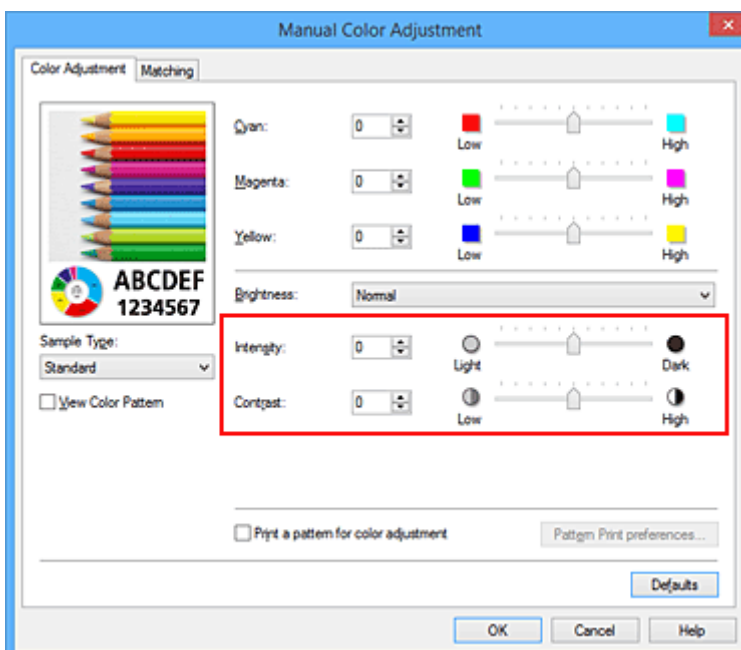 Manual Color Adjustment
x
Color Adjustment
Matching
ABCDEF
1234567
Sample Type:
Standard
View Color Pattern
Cyan: 0 Low High
Magenta: 0 Low High
Yellow: 0 Low High
Brightness: Normal
Intensity: 0 Light Dark
Contrast: 0 Low High
Print a pattern for color adjustment
Pattern Print preferences...
Defaults
OK Cancel Help